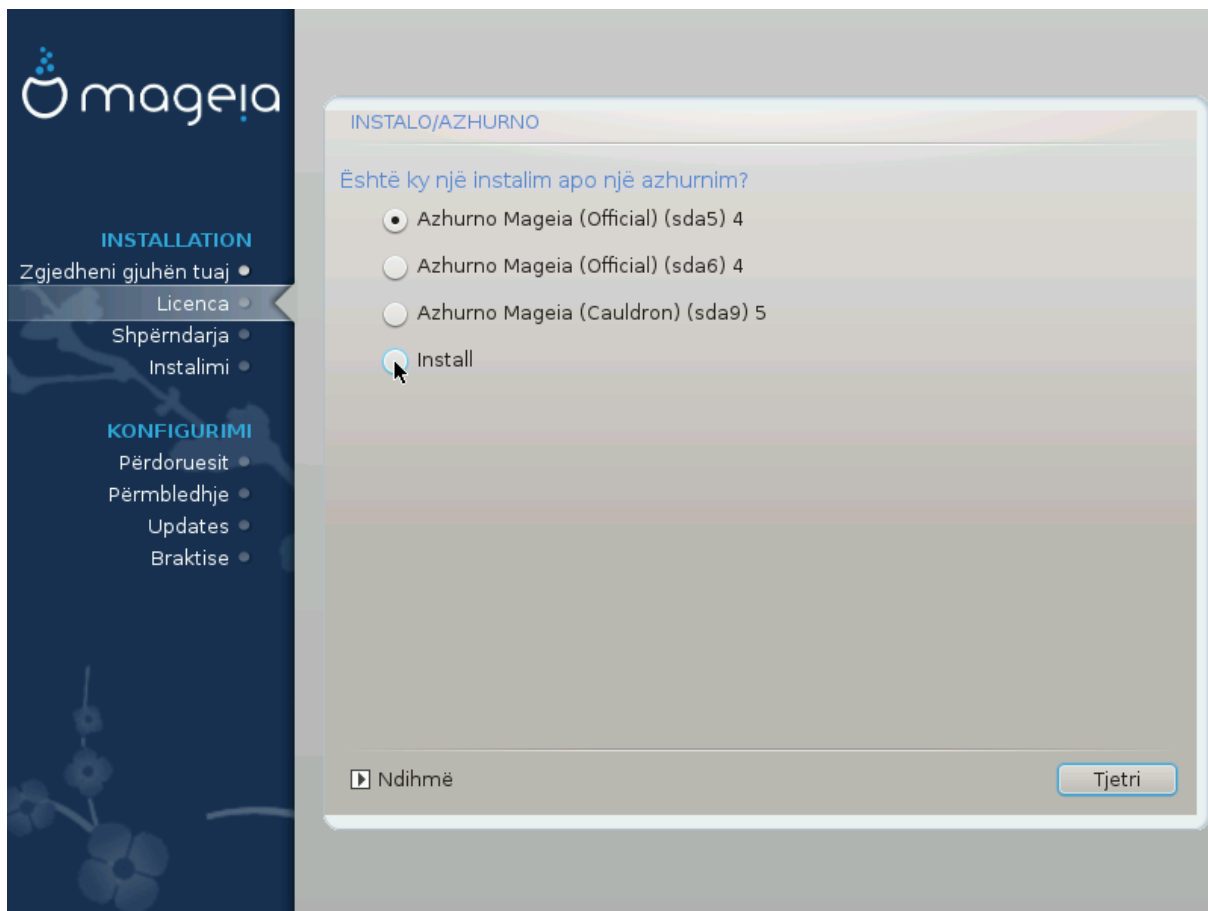 mageia
INSTALLATION
Zgjedheni gjuhën tuaj
Licenca
Shpërndarja
Instalimi
KONFIGURIMI
Përdoruesit
Përmbledhje
Updates
Braktise
INSTALO/AZHURNO
Është ky një instalim apo një azhurnim?
Azhurno Mageia (Official) (sda5) 4
Azhurno Mageia (Official) (sda6) 4
Azhurno Mageia (Cauldron) (sda9) 5
Install
Ndihmë
Tjetri